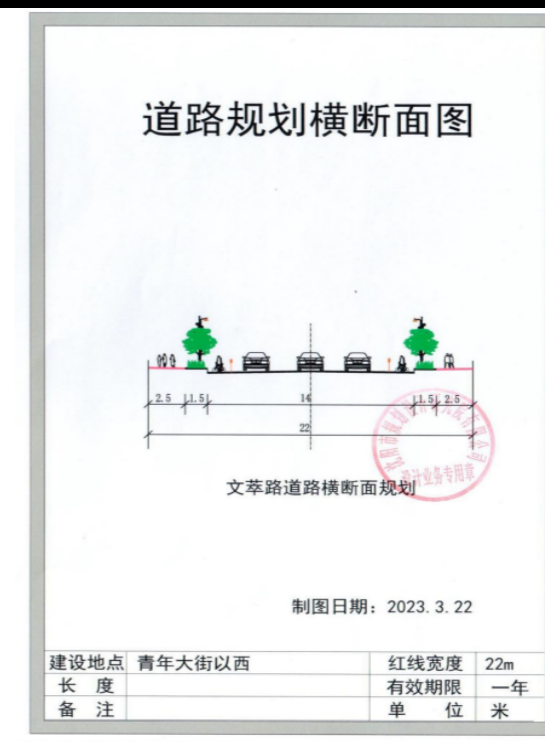 道路规划横断面图
2.5 1.5 14 1.5 2.5
22
设计业务专用章
文萃路道路横断面规划
制图日期：2023.3.22
建设地点 青年大街以西 红线宽度 22m
长 度 有效期限 一年
备 注 单 位 米